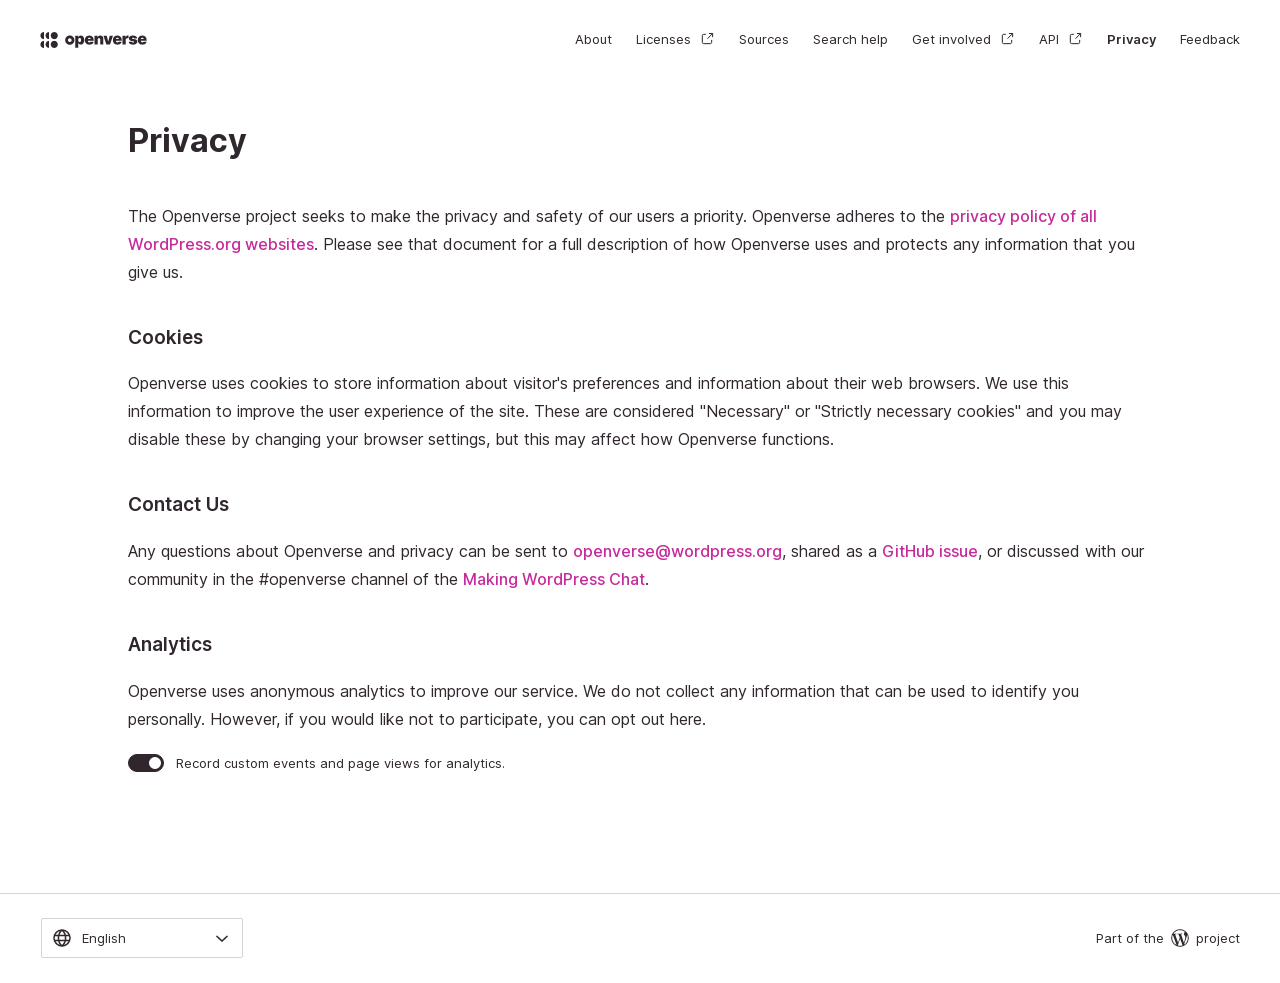 openverse
About Licenses Sources Search help Get involved API Privacy Feedback
Privacy
The Openverse project seeks to make the privacy and safety of our users a priority. Openverse adheres to the privacy policy of all
WordPress.org websites. Please see that document for a full description of how Openverse uses and protects any information that you
give us.
Cookies
Openverse uses cookies to store information about visitor's preferences and information about their web browsers. We use this
information to improve the user experience of the site. These are considered "Necessary" or "Strictly necessary cookies" and you may
disable these by changing your browser settings, but this may affect how Openverse functions.
Contact Us
Any questions about Openverse and privacy can be sent to openverse@wordpress.org, shared as a GitHub issue, or discussed with our
community in the #openverse channel of the Making WordPress Chat.
Analytics
Openverse uses anonymous analytics to improve our service. We do not collect any information that can be used to identify you
personally. However, if you would like not to participate, you can opt out here.
Record custom events and page views for analytics.
English
Part of the project